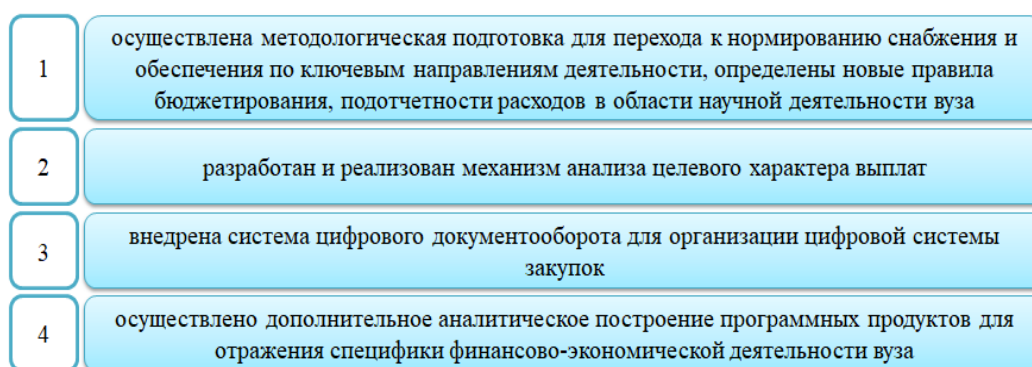 1
осуществлена методологическая подготовка для перехода к нормированию снабжения и
обеспечения по ключевым направлениям деятельности, определены новые правила
бюджетирования, подотчетности расходов в области научной деятельности вуза
2
разработан и реализован механизм анализа целевого характера выплат
3
внедрена система цифрового документооборота для организации цифровой системы
закупок
4
осуществлено дополнительное аналитическое построение программных продуктов для
отражения специфики финансово-экономической деятельности вуза